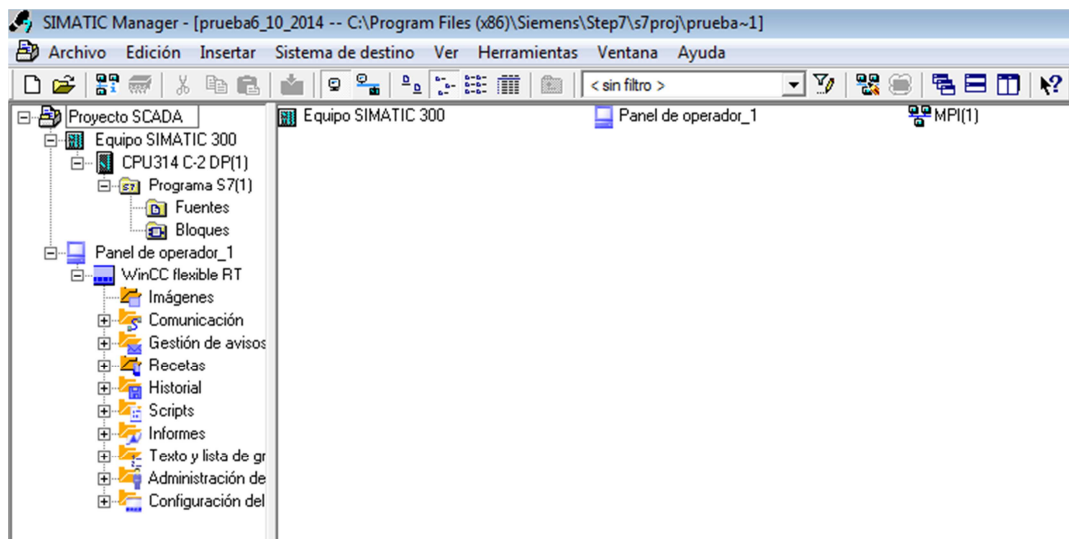 SIMATIC Manager - [prueba6_10_2014 -- C:\Program Files (x86)\Siemens\Step7\s7proj\prueba~1]
Archivo Edición Insertar Sistema de destino Ver Herramientas Ventana Ayuda
< sin filtro >
Proyecto SCADA
Equipo SIMATIC 300
CPU314 C-2 DP(1)
Programa S7(1)
Fuentes
Bloques
Panel de operador_1
WinCC flexible RT
Imágenes
Comunicación
Gestión de avisos
Recetas
Historial
Scripts
Informes
Texto y lista de gr
Administración de
Configuración del
Equipo SIMATIC 300 Panel de operador_1 MPI(1)